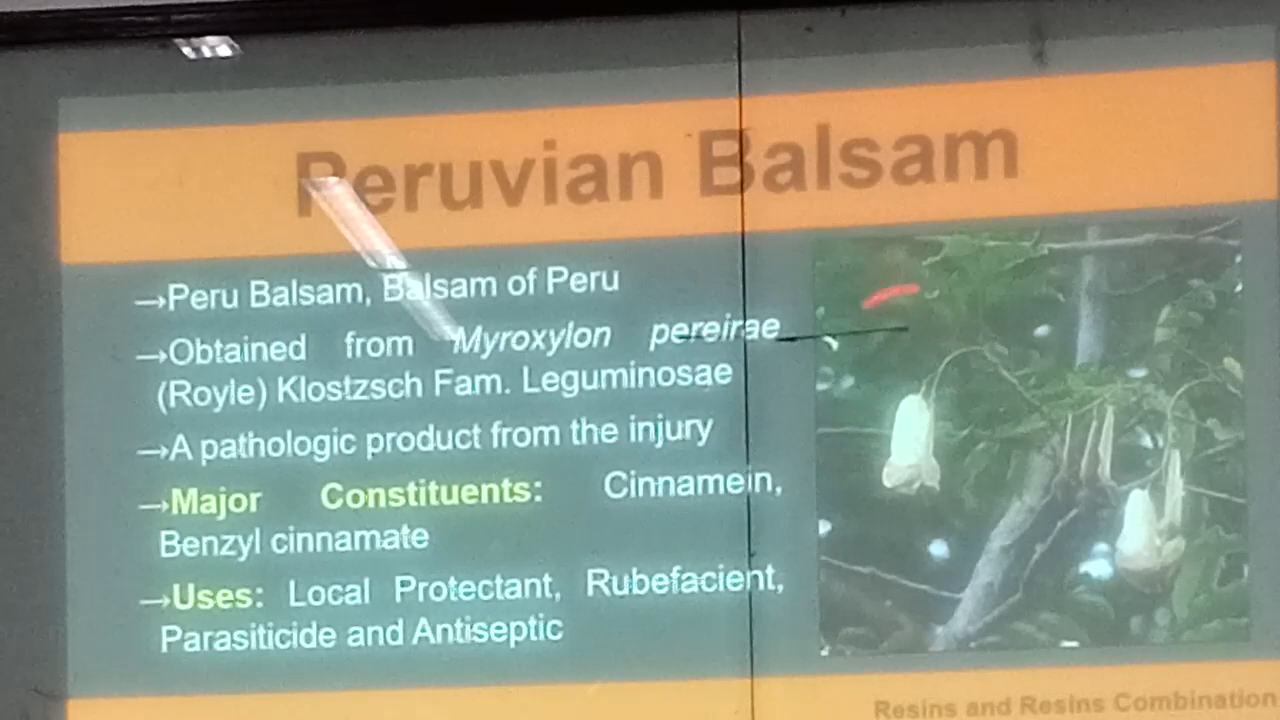 Peruvian Balsam
→Peru Balsam, Balsam of Peru
→Obtained from Myroxylon pereirae
(Royle) Klostzsch Fam. Leguminosae
→A pathologic product from the injury
→Major Constituents: Cinnamein,
Benzyl cinnamate
→Uses: Local Protectant, Rubefacient,
Parasiticide and Antiseptic
Resins and Resins Combination